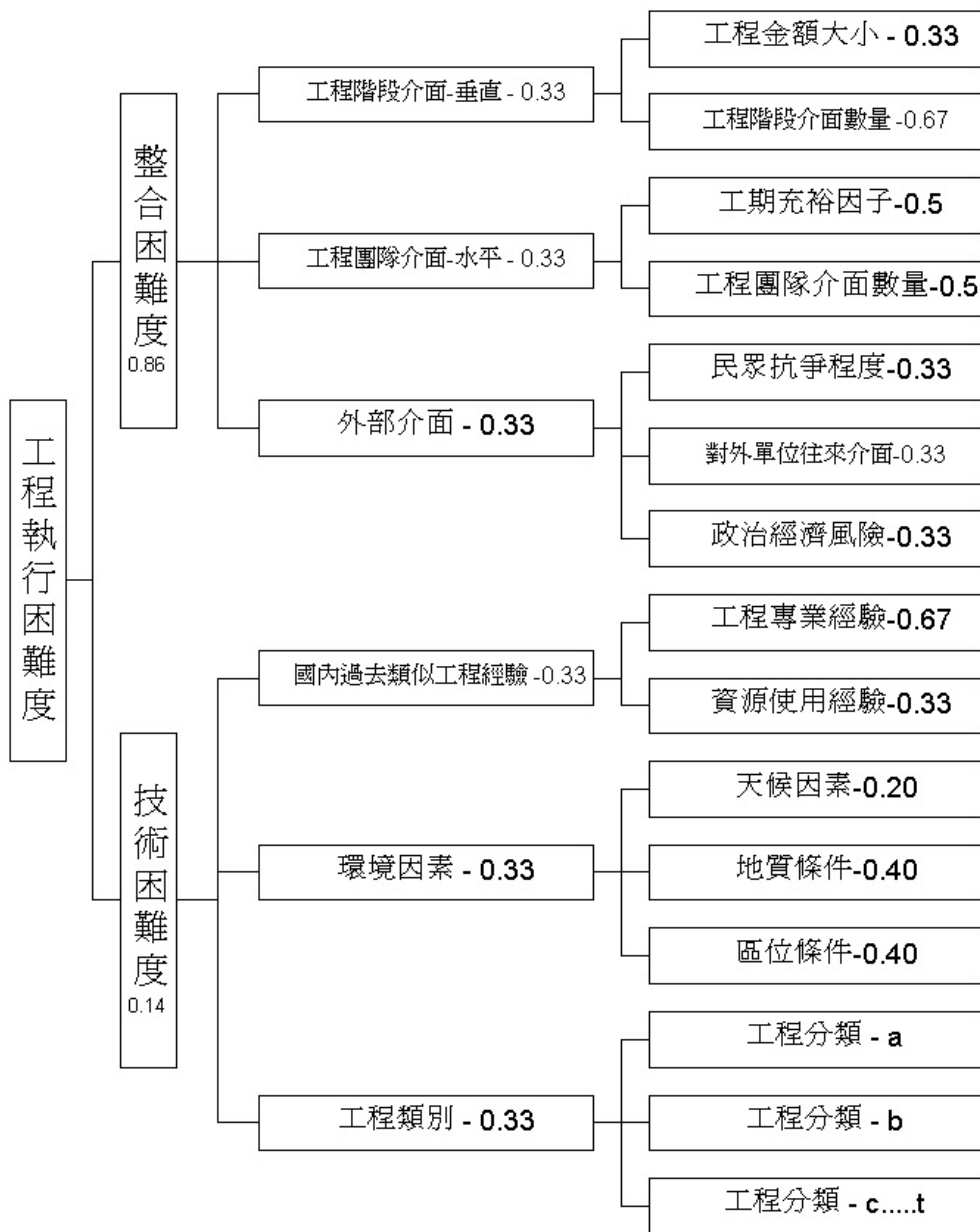 工程執行困難度
整合困難度
0.86
工程階段介面-垂直 - 0.33
工程金額大小 - 0.33
工程階段介面數量 -0.67
工程團隊介面-水平 - 0.33
工期充裕因子-0.5
工程團隊介面數量-0.5
外部介面 - 0.33
民眾抗爭程度-0.33
對外單位往來介面-0.33
政治經濟風險-0.33
技術困難度
0.14
國內過去類似工程經驗 -0.33
工程專業經驗-0.67
資源使用經驗-0.33
環境因素 - 0.33
天候因素-0.20
地質條件-0.40
區位條件-0.40
工程類別 - 0.33
工程分類 - a
工程分類 - b
工程分類 - c.....t